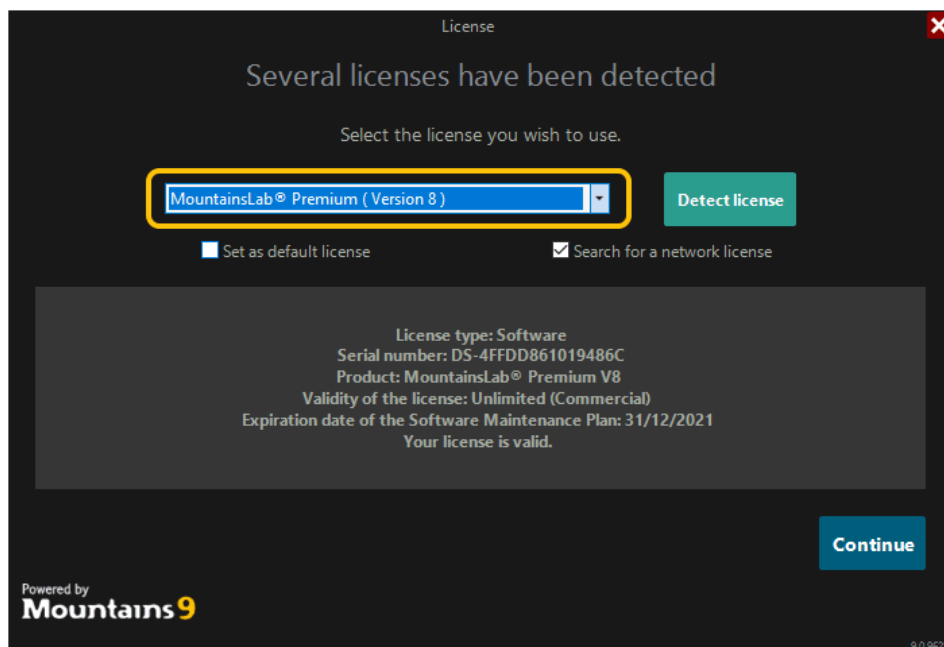 License
Several licenses have been detected
Select the license you wish to use.
MountainsLab® Premium ( Version 8 )
Detect license
Set as default license
Search for a network license
License type: Software
Serial number: DS-4FFDD861019486C
Product: MountainsLab® Premium V8
Validity of the license: Unlimited (Commercial)
Expiration date of the Software Maintenance Plan: 31/12/2021
Your license is valid.
Continue
Powered by
Mountains9